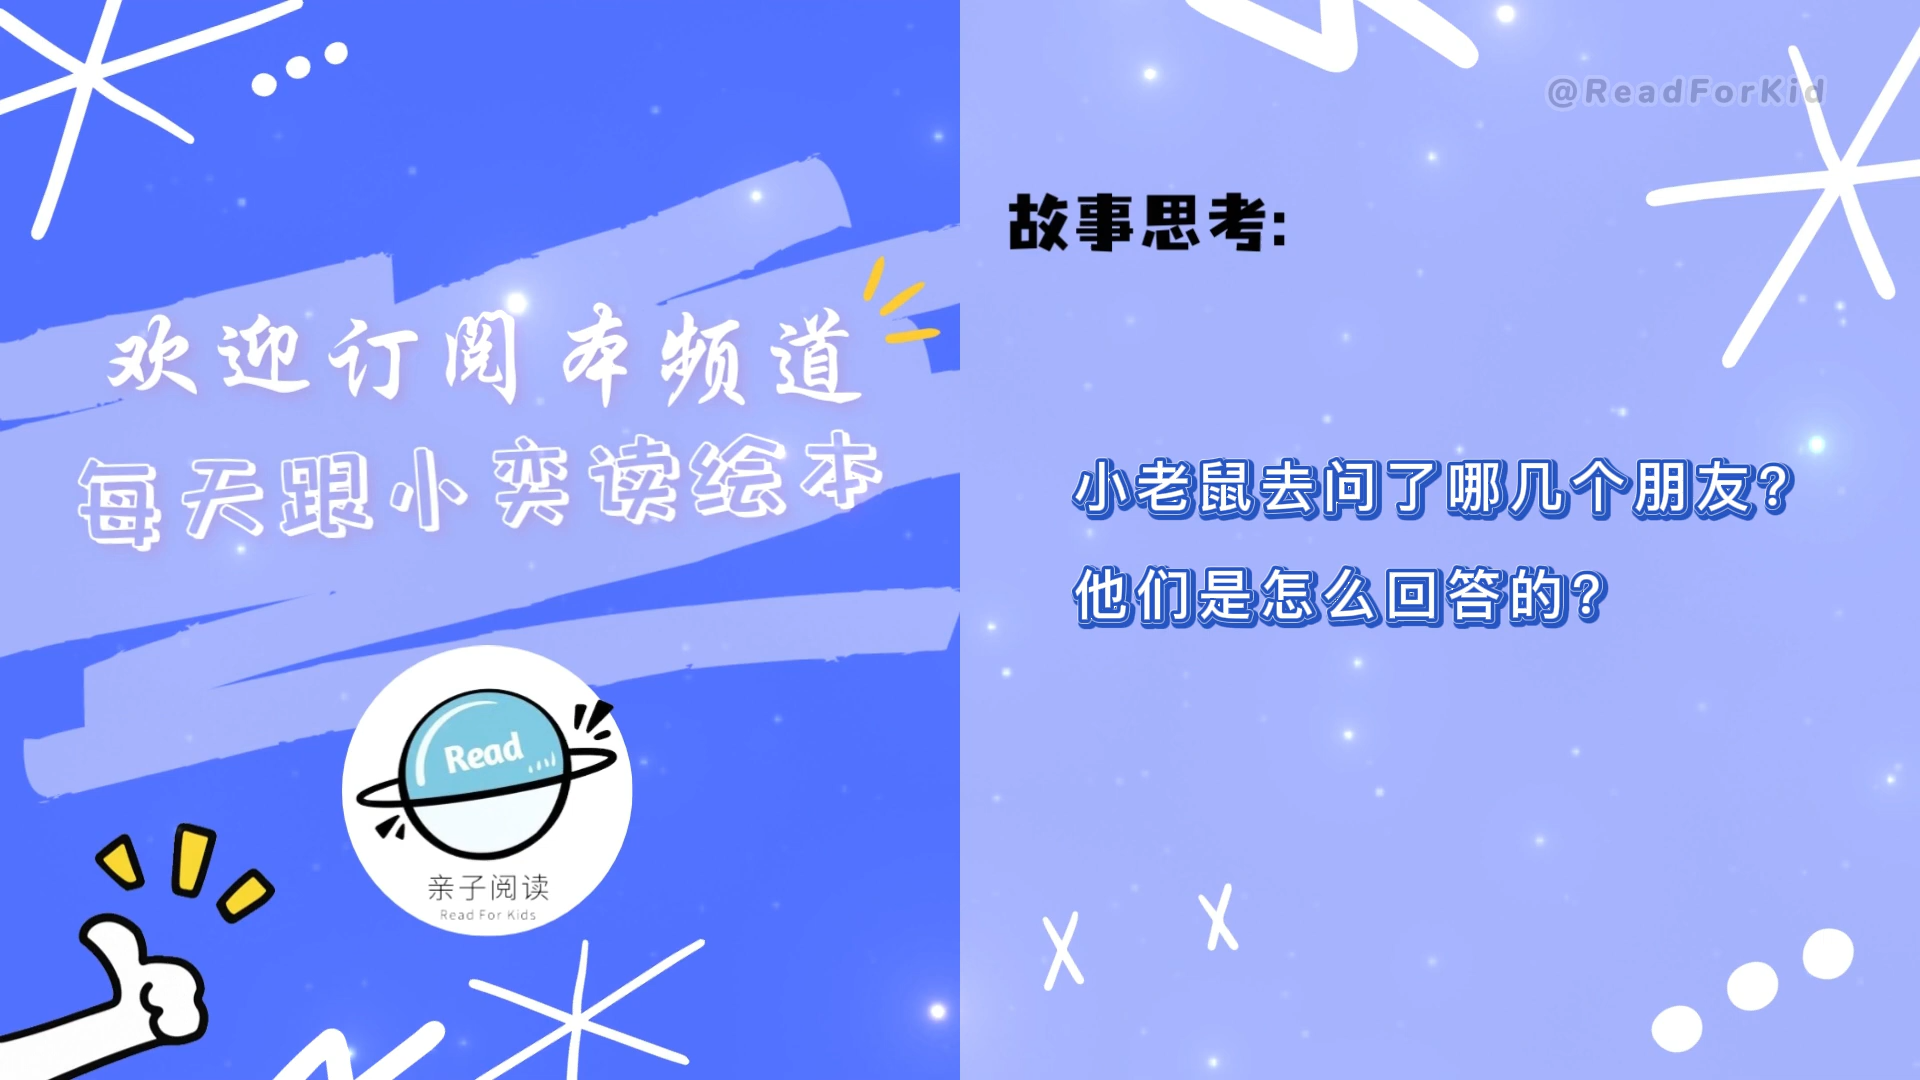 欢迎订阅本频道
每天跟小奕读绘本
Read
亲子阅读
Read For Kids
@ReadForKid
故事思考:
小老鼠去问了哪几个朋友?
他们是怎么回答的?